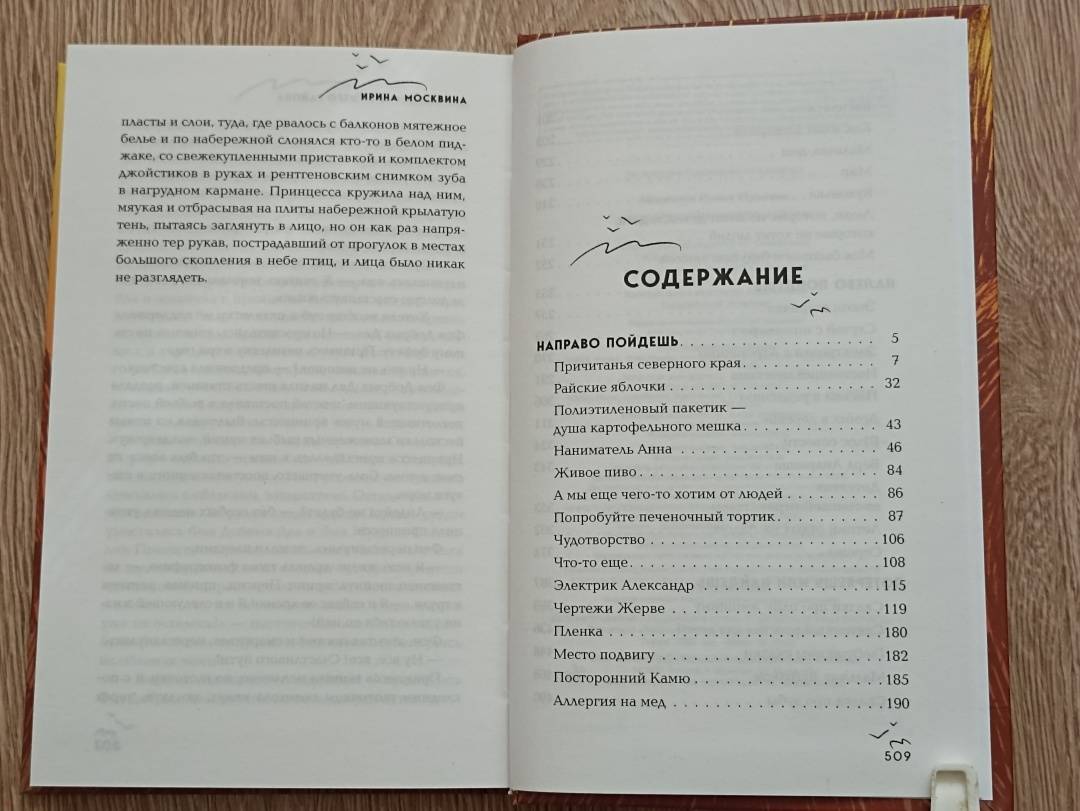 ИРИНА МОСКВИНА
пласты и слои, туда, где рвалось с балконов мятежное
белье и по набережной слонялся кто-то в белом пид-
жаке, со свежекупленными приставкой и комплектом
джойстиков в руках и рентгеновским снимком зуба
в нагрудном кармане. Принцесса кружила над ним,
мяукая и отбрасывая на плиты набережной крылатую
тень, пытаясь заглянуть в лицо, но он как раз напря-
женно тер рукав, пострадавший от прогулок в местах
большого скопления в небе птиц, и лица было никак
не разглядеть.
СОДЕРЖАНИЕ
НАПРАВО ПОЙДЕШЬ. . . . . . . . . . . . . . . . . . . . 5
Причитанья северного края. . . . . . . . . . . . . . 7
Райские яблочки . . . . . . . . . . . . . . . . . . . . . 32
Полиэтиленовый пакетик —
душа картофельного мешка. . . . . . . . . . . . . . 43
Наниматель Анна . . . . . . . . . . . . . . . . . . . . 46
Живое пиво. . . . . . . . . . . . . . . . . . . . . . . . 84
А мы еще чего-то хотим от людей . . . . . . . . . 86
Попробуйте печеночный тортик. . . . . . . . . . 87
Чудотворство . . . . . . . . . . . . . . . . . . . . . . 106
Что-то еще. . . . . . . . . . . . . . . . . . . . . . . . 108
Электрик Александр . . . . . . . . . . . . . . . . . 115
Чертежи Жерве . . . . . . . . . . . . . . . . . . . . 119
Пленка . . . . . . . . . . . . . . . . . . . . . . . . . . 180
Место подвигу . . . . . . . . . . . . . . . . . . . . . 182
Посторонний Камю . . . . . . . . . . . . . . . . . . 185
Аллергия на мед . . . . . . . . . . . . . . . . . . . 190
509